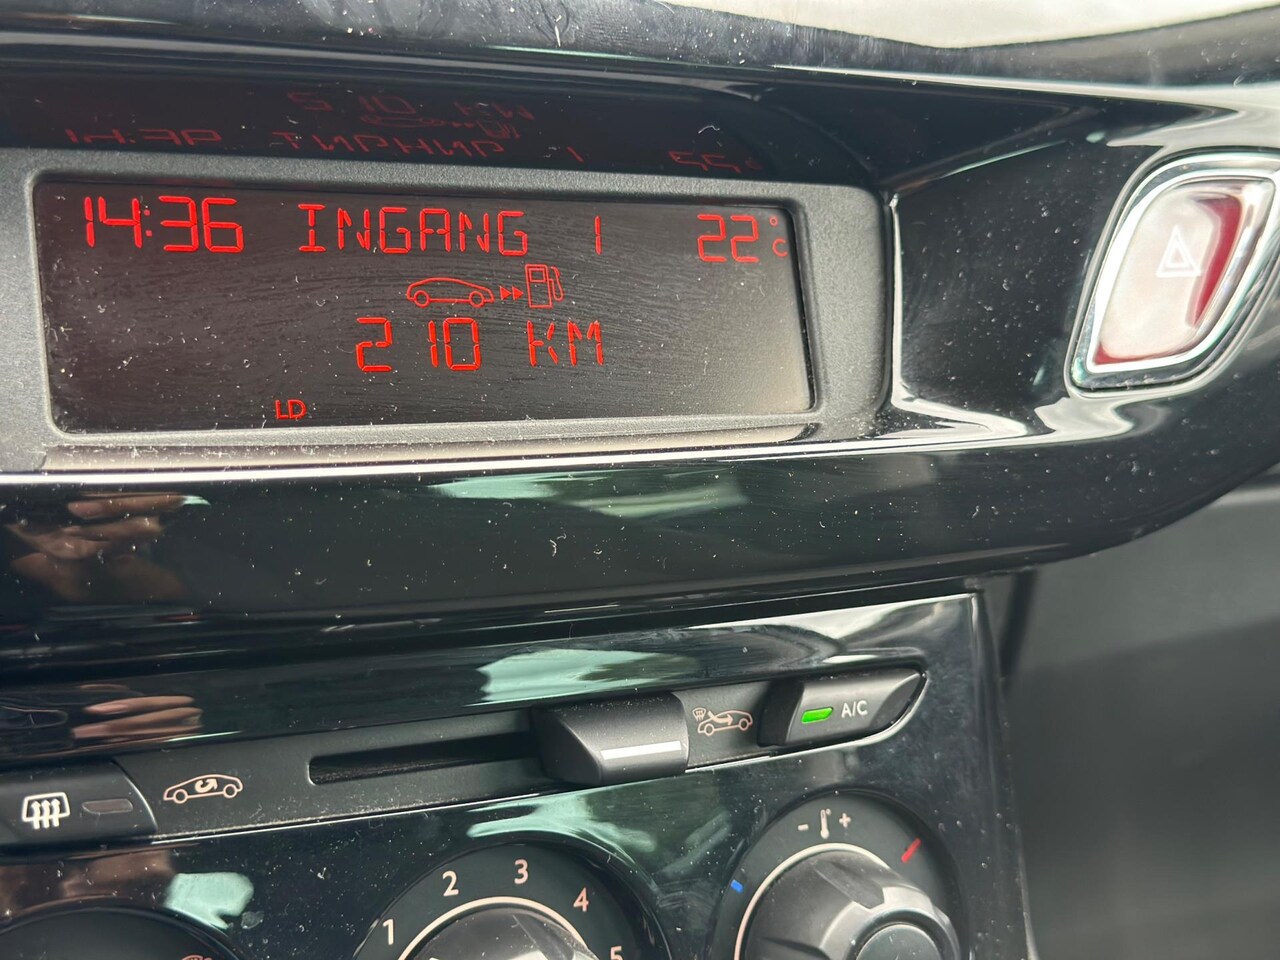 14:36 INGANG 1 22°C
210 KM
LD
A/C
- +
1 2 3 4 5